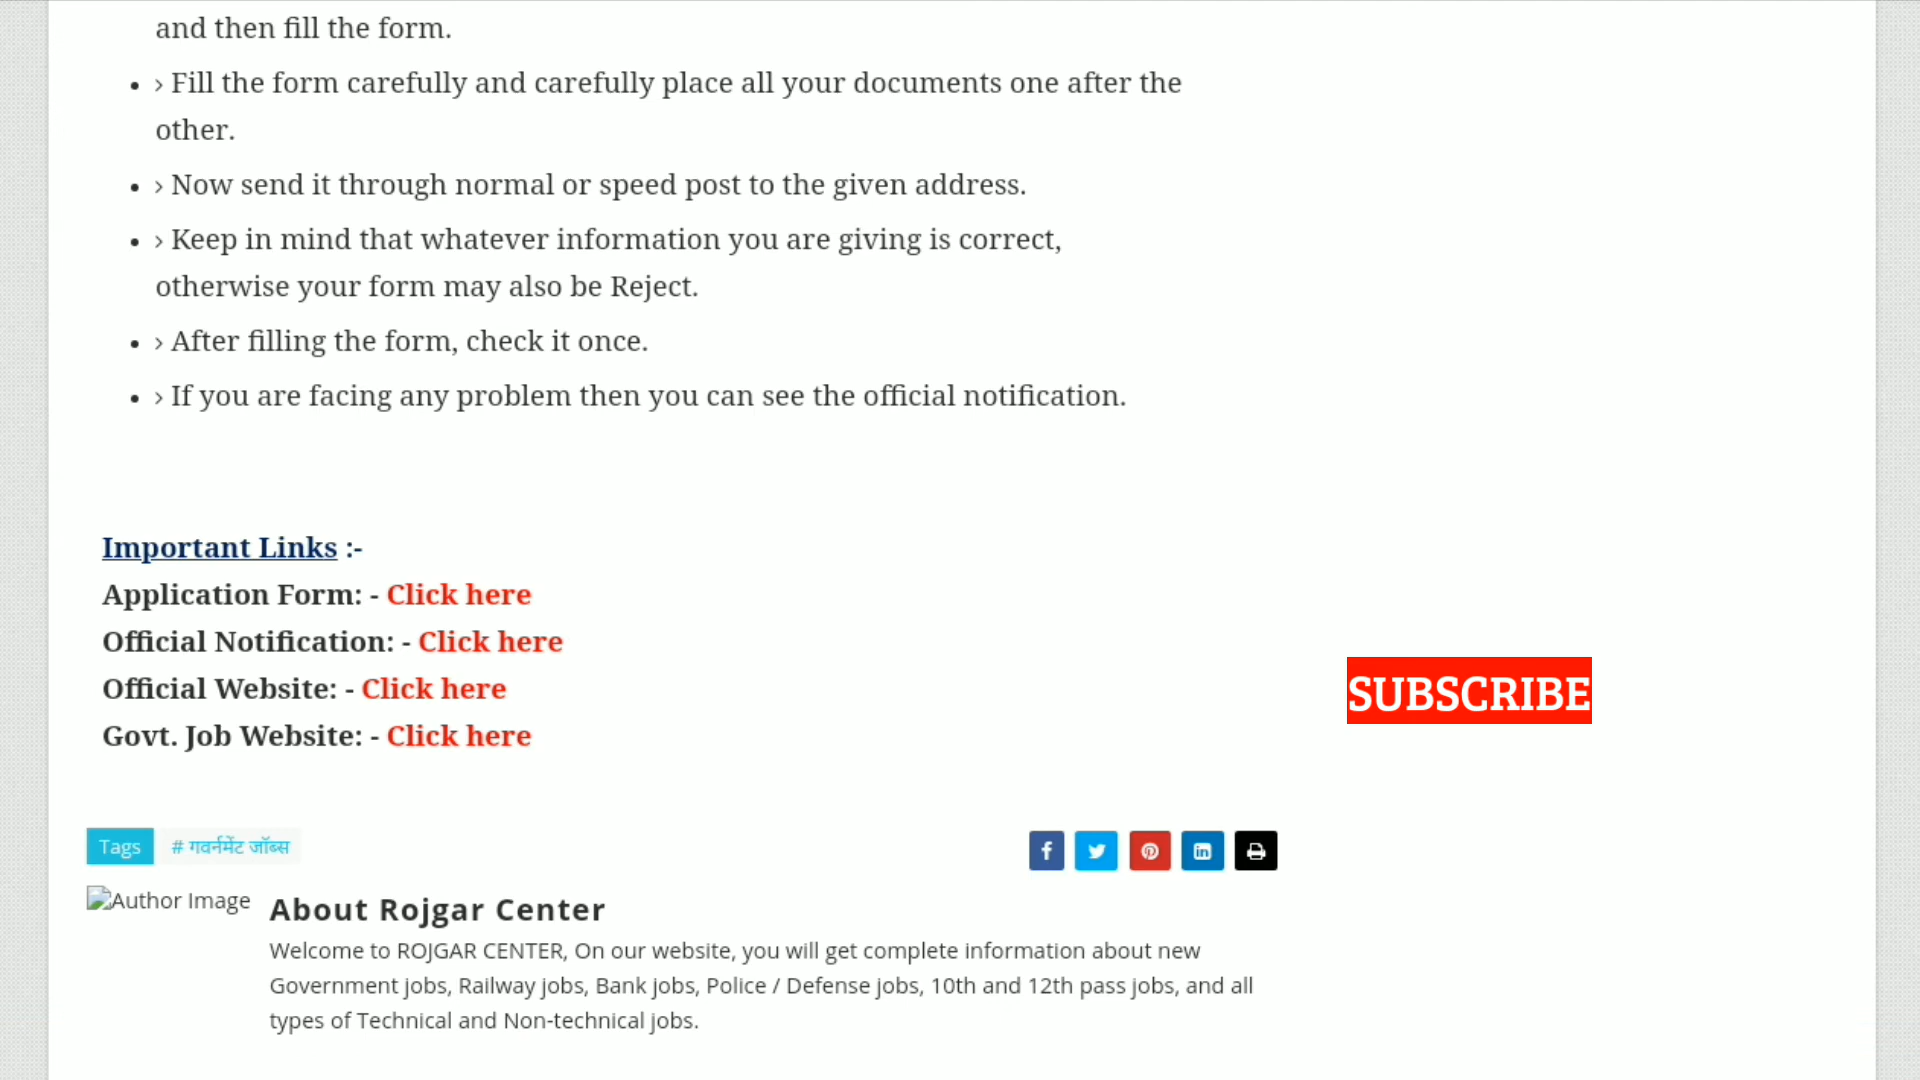 and then fill the form.
• › Fill the form carefully and carefully place all your documents one after the
other.
• › Now send it through normal or speed post to the given address.
• › Keep in mind that whatever information you are giving is correct,
otherwise your form may also be Reject.
• › After filling the form, check it once.
• › If you are facing any problem then you can see the official notification.
Important Links :-
Application Form: - Click here
Official Notification: - Click here
Official Website: - Click here
Govt. Job Website: - Click here
SUBSCRIBE
Tags # गवर्नमेंट जॉब्स
Author Image
About Rojgar Center
Welcome to ROJGAR CENTER, On our website, you will get complete information about new
Government jobs, Railway jobs, Bank jobs, Police / Defense jobs, 10th and 12th pass jobs, and all
types of Technical and Non-technical jobs.